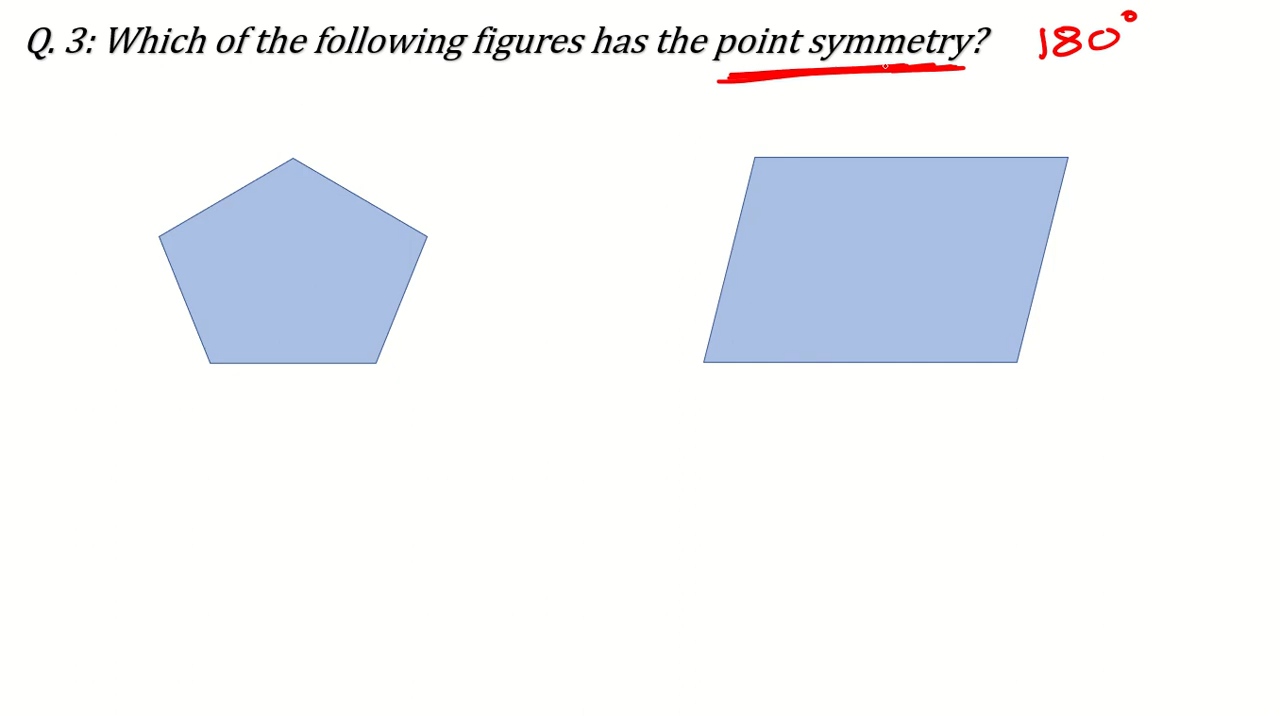 Q. 3: Which of the following figures has the point symmetry? 180°